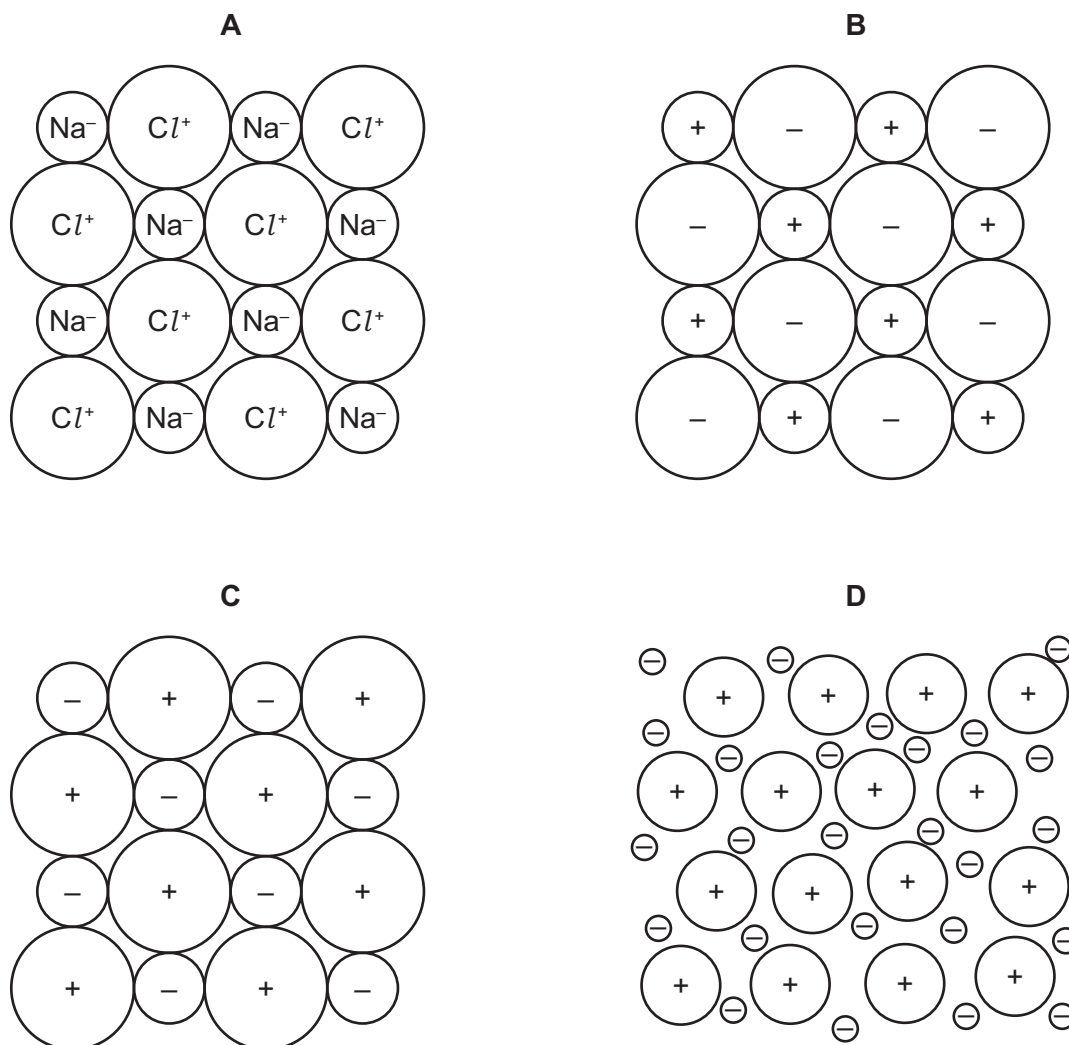 A
Na⁻ Cl⁺ Na⁻ Cl⁺
Cl⁺ Na⁻ Cl⁺ Na⁻
Na⁻ Cl⁺ Na⁻ Cl⁺
Cl⁺ Na⁻ Cl⁺ Na⁻
B
+ – + –
– + – +
+ – + –
– + – +
C
– + – +
+ – + –
– + – +
+ – + –
D
– – –
+ + + +
– – – – – – –
+ + + +
– – – – – –
+ + + +
– – – – –
+ + + +
– – – –